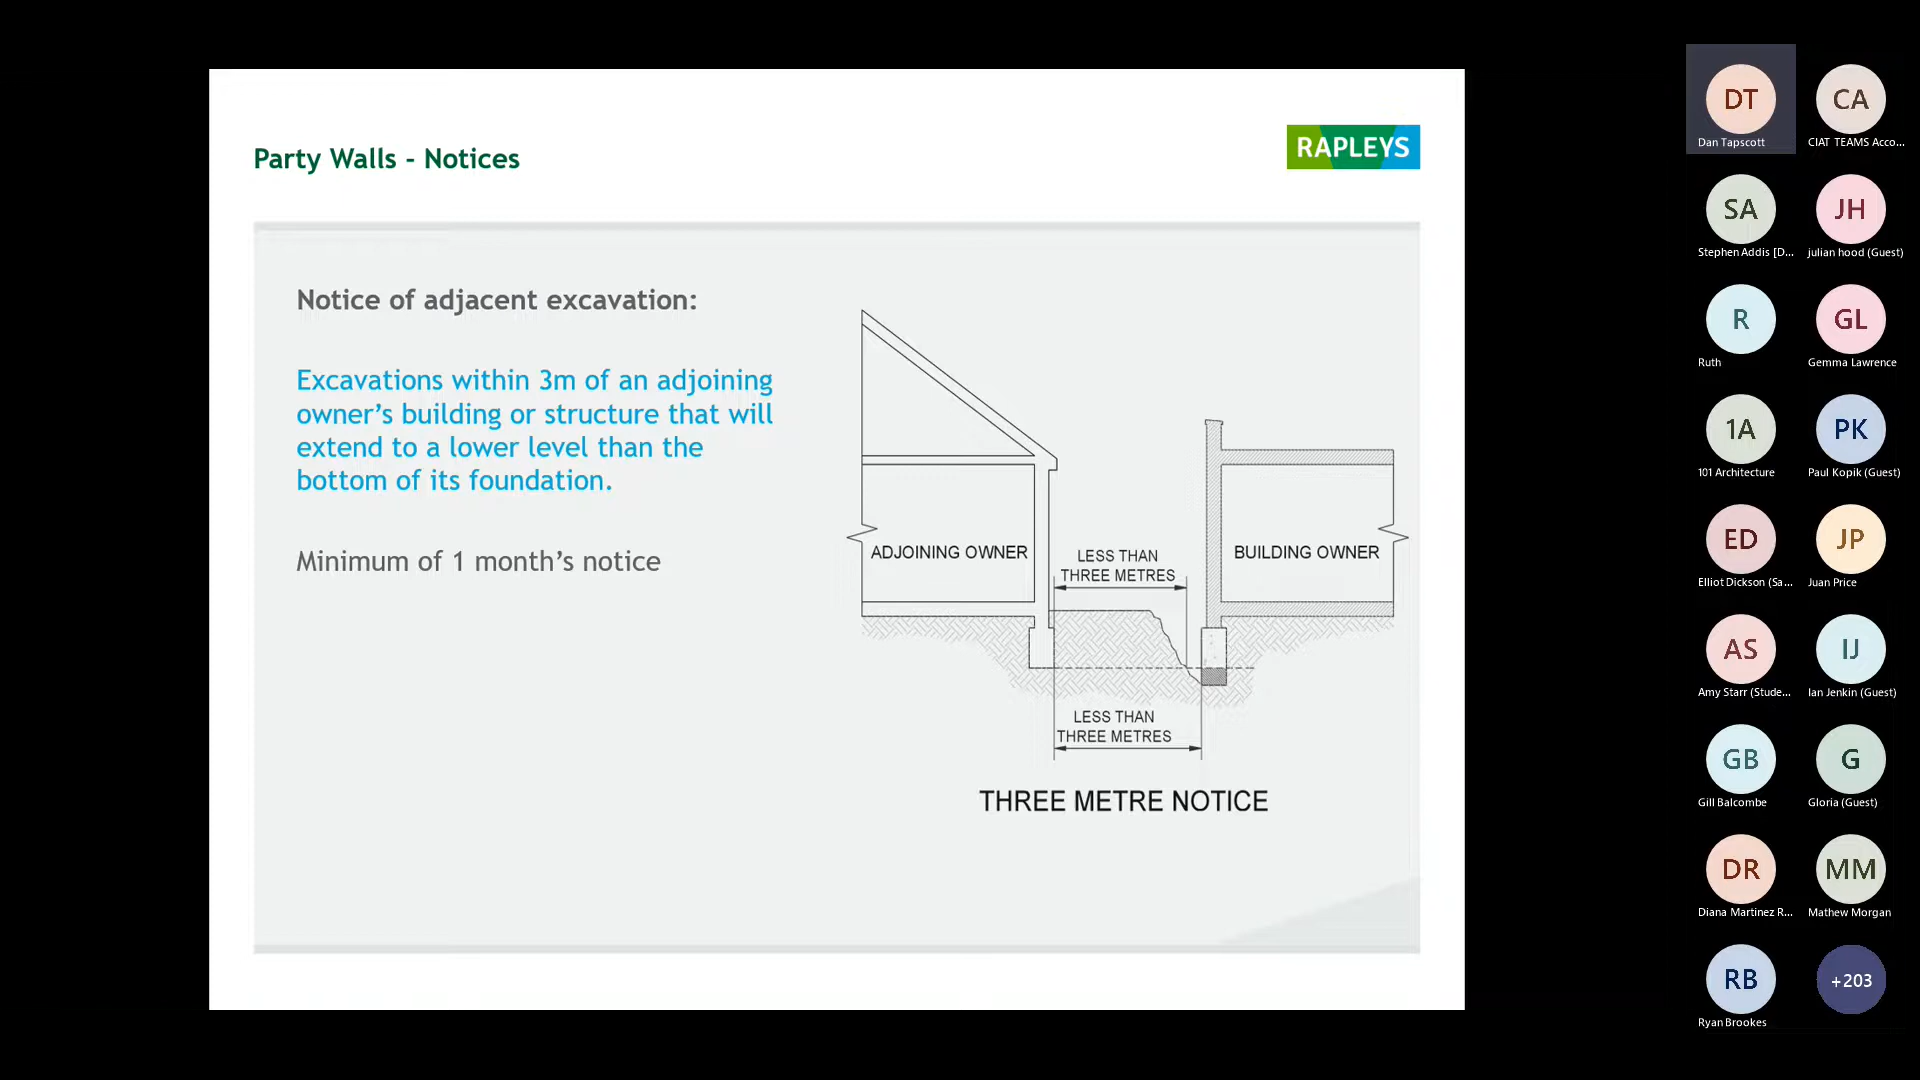 Party Walls - Notices
RAPLEYS
Notice of adjacent excavation:
Excavations within 3m of an adjoining
owner’s building or structure that will
extend to a lower level than the
bottom of its foundation.
Minimum of 1 month’s notice
ADJOINING OWNER
LESS THAN
THREE METRES
BUILDING OWNER
LESS THAN
THREE METRES
THREE METRE NOTICE
DT
Dan Tapscott
CA
CIAT TEAMS Acco...
SA
Stephen Addis [D...
JH
julian hood (Guest)
R
Ruth
GL
Gemma Lawrence
1A
101 Architecture
PK
Paul Kopik (Guest)
ED
Elliot Dickson (Sa...
JP
Juan Price
AS
Amy Starr (Stude...
IJ
Ian Jenkin (Guest)
GB
Gill Balcombe
G
Gloria (Guest)
DR
Diana Martinez R...
MM
Mathew Morgan
RB
Ryan Brookes
+203